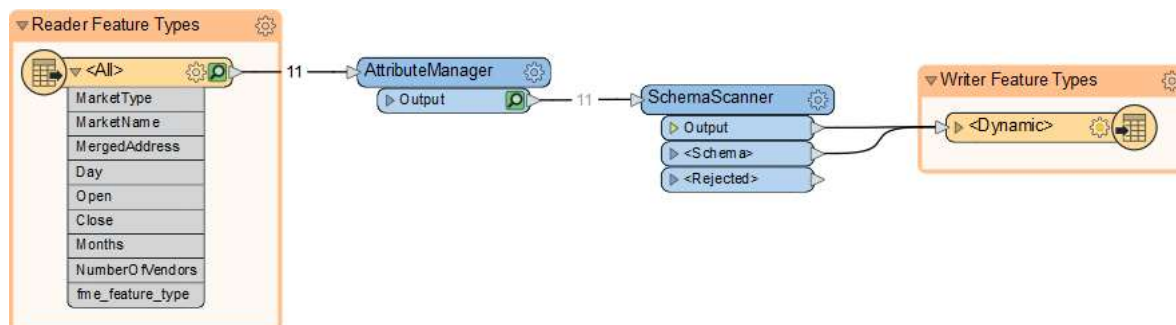 Reader Feature Types
<All>
MarketType
MarketName
MergedAddress
Day
Open
Close
Months
NumberOfVendors
fme_feature_type
11
AttributeManager
Output
11
SchemaScanner
Output
<Schema>
<Rejected>
Writer Feature Types
<Dynamic>